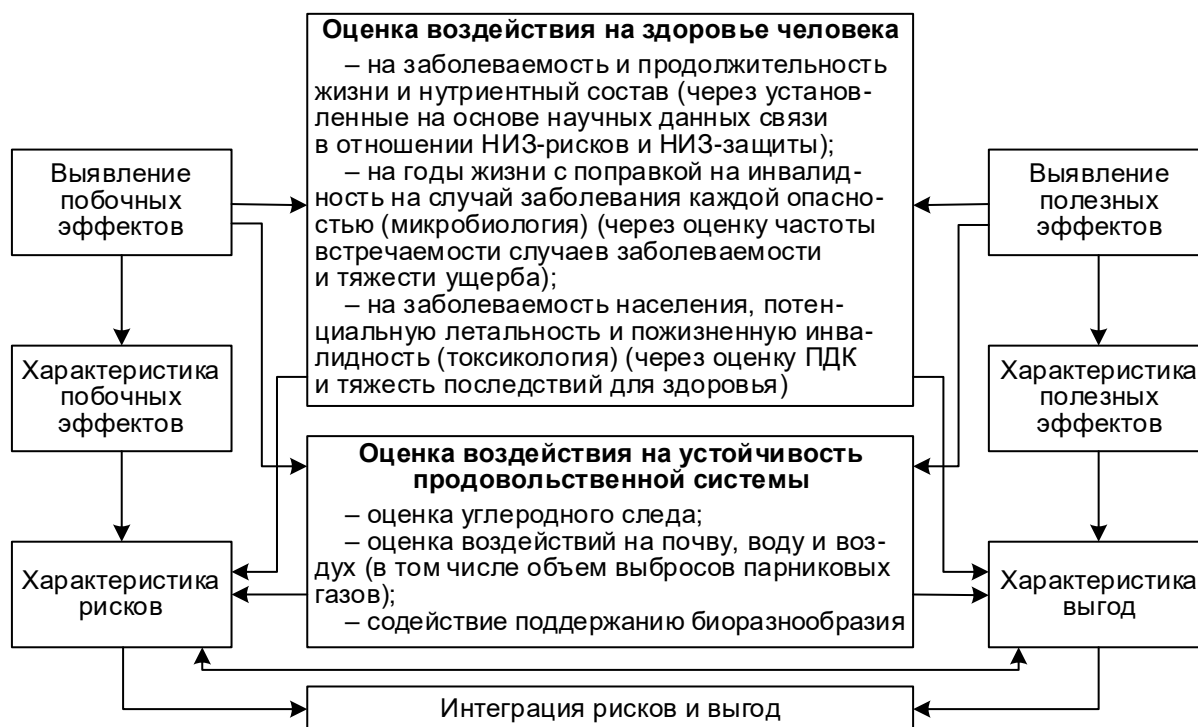 Оценка воздействия на здоровье человека
– на заболеваемость и продолжительность
жизни и нутриентный состав (через установ-
ленные на основе научных данных связи
в отношении НИЗ-рисков и НИЗ-защиты);
– на годы жизни с поправкой на инвалид-
ность на случай заболевания каждой опасно-
стью (микробиология) (через оценку частоты
встречаемости случаев заболеваемости
и тяжести ущерба);
– на заболеваемость населения, потен-
циальную летальность и пожизненную инва-
лидность (токсикология) (через оценку ПДК
и тяжесть последствий для здоровья)
Выявление
побочных
эффектов
Выявление
полезных
эффектов
Характеристика
побочных
эффектов
Характеристика
полезных
эффектов
Оценка воздействия на устойчивость
продовольственной системы
– оценка углеродного следа;
– оценка воздействий на почву, воду и воз-
дух (в том числе объем выбросов парниковых
газов);
– содействие поддержанию биоразнообразия
Характеристика
рисков
Характеристика
выгод
Интеграция рисков и выгод